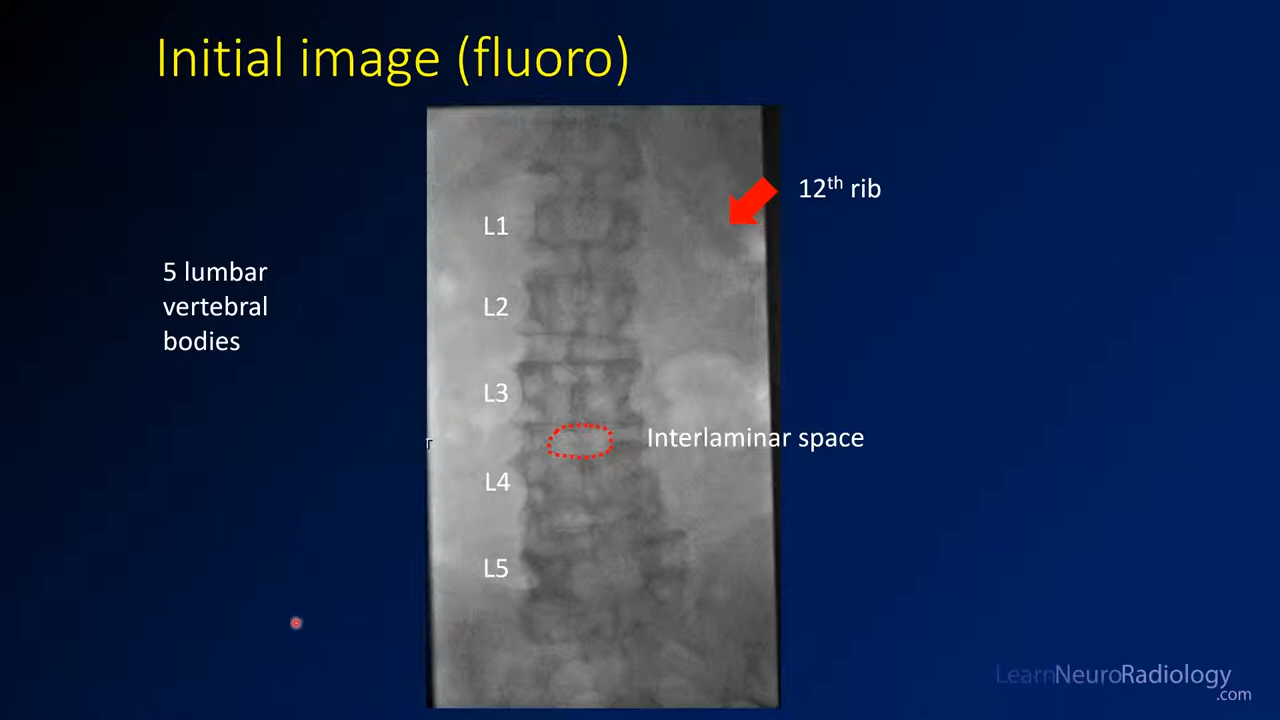 Initial image (fluoro)
12th rib
L1
5 lumbar
vertebral
bodies
L2
L3
Interlaminar space
L4
L5
LearnNeuroRadiology
.com